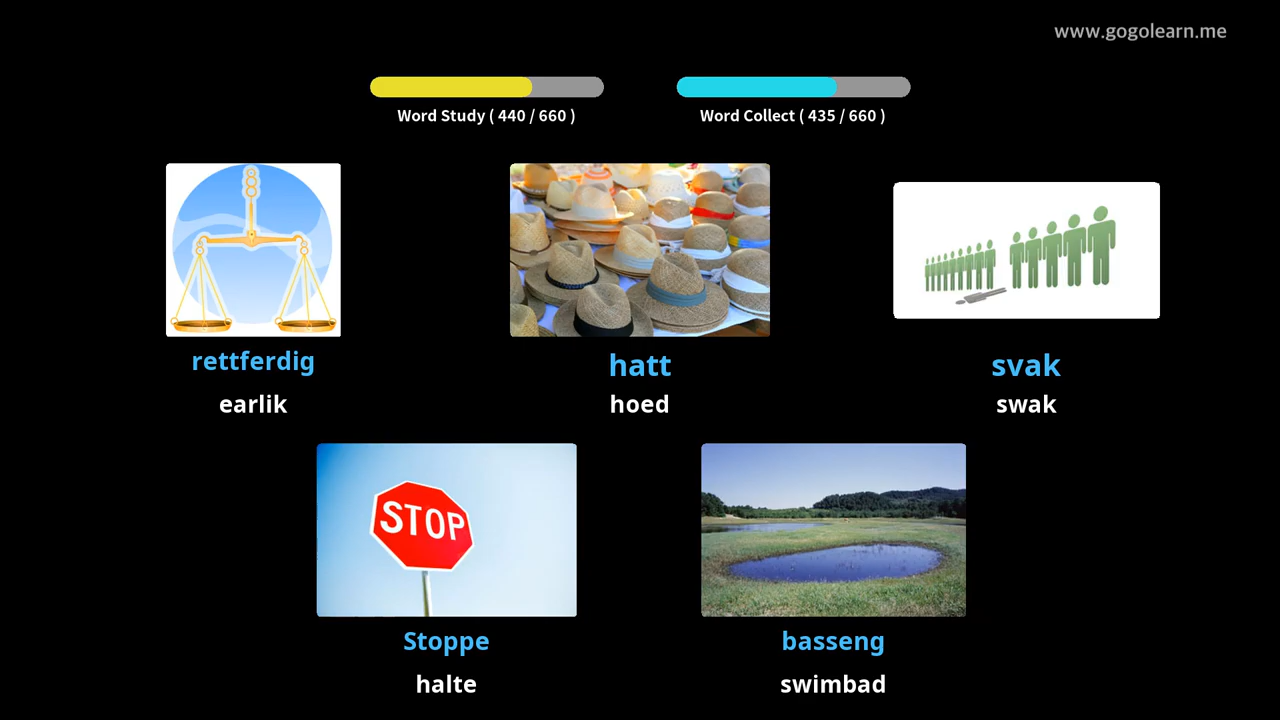 www.gogolearn.me
Word Study ( 440 / 660 )
Word Collect ( 435 / 660 )
rettferdig
hatt
svak
earlik
hoed
swak
STOP
Stoppe
basseng
halte
swimbad